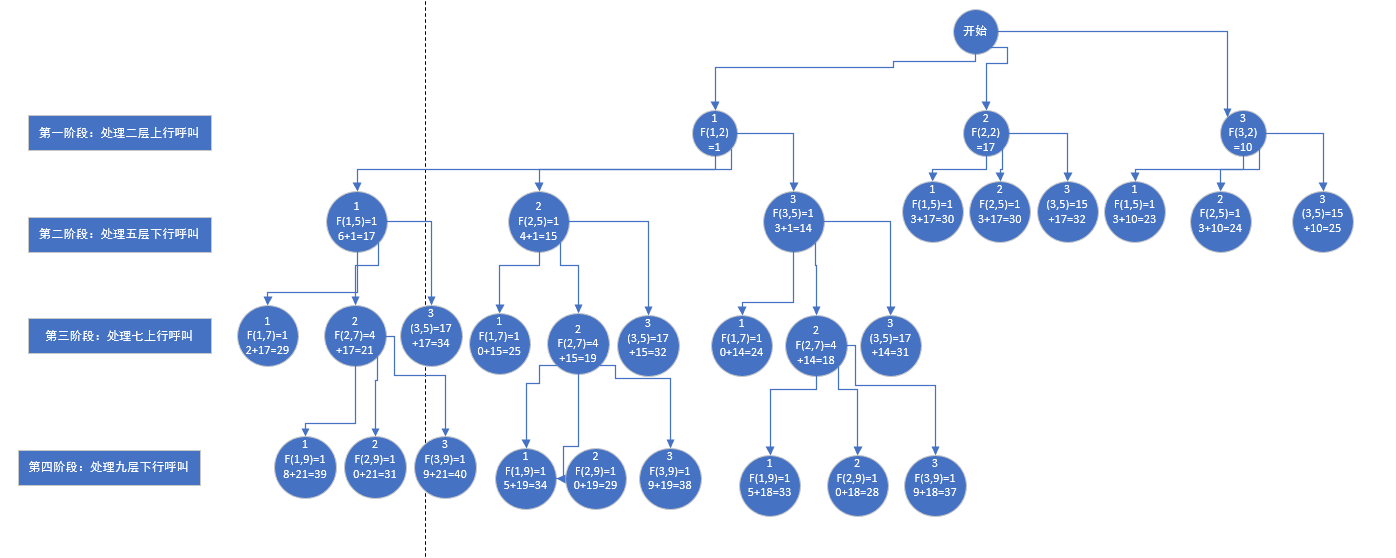 开始
第一阶段：处理二层上行呼叫
1
F(1,2)
=1
2
F(2,2)
=17
3
F(3,2)
=10
第二阶段：处理五层下行呼叫
1
F(1,5)=1
6+1=17
2
F(2,5)=1
4+1=15
3
F(3,5)=1
3+1=14
1
F(1,5)=1
3+17=30
2
F(2,5)=1
3+17=30
3
(3,5)=15
+17=32
1
F(1,5)=1
3+10=23
2
F(2,5)=1
3+10=24
3
(3,5)=15
+10=25
第三阶段：处理七上行呼叫
1
F(1,7)=1
2+17=29
2
F(2,7)=4
+17=21
3
(3,5)=17
+17=34
1
F(1,7)=1
0+15=25
2
F(2,7)=4
+15=19
3
(3,5)=17
+15=32
1
F(1,7)=1
0+14=24
2
F(2,7)=4
+14=18
3
(3,5)=17
+14=31
第四阶段：处理九层下行呼叫
1
F(1,9)=1
8+21=39
2
F(2,9)=1
0+21=31
3
F(3,9)=1
9+21=40
1
F(1,9)=1
5+19=34
2
F(2,9)=1
0+19=29
3
F(3,9)=1
9+19=38
1
F(1,9)=1
5+18=33
2
F(2,9)=1
0+18=28
3
F(3,9)=1
9+18=37